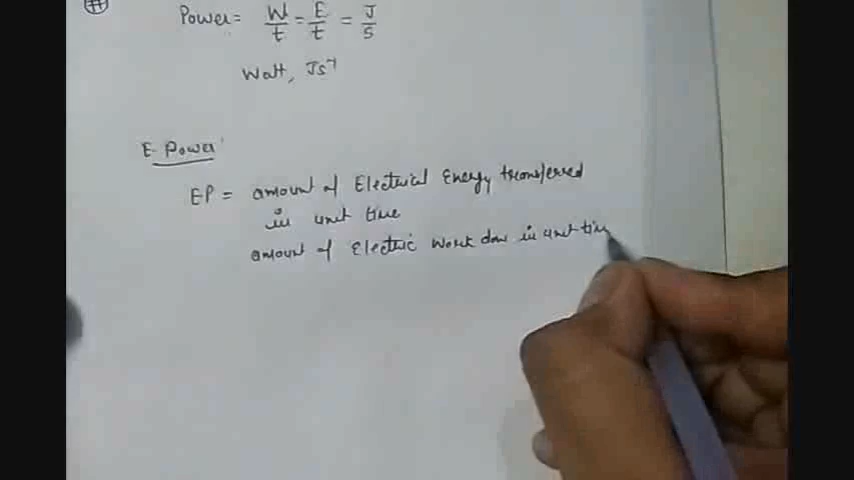 #
Power = W/t = E/t = J/s
Watt, Js⁻¹
E. Power
EP = amount of Electrical Energy transferred
in unit time
amount of Electric Work done in unit time